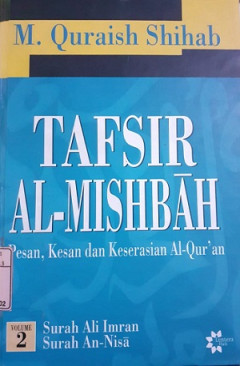 M. Quraish Shihab
TAFSIR
AL-MISHBĀH
Pesan, Kesan dan Keserasian Al-Qur'an
VOLUME
2
Surah Ali Imran
Surah An-Nisā